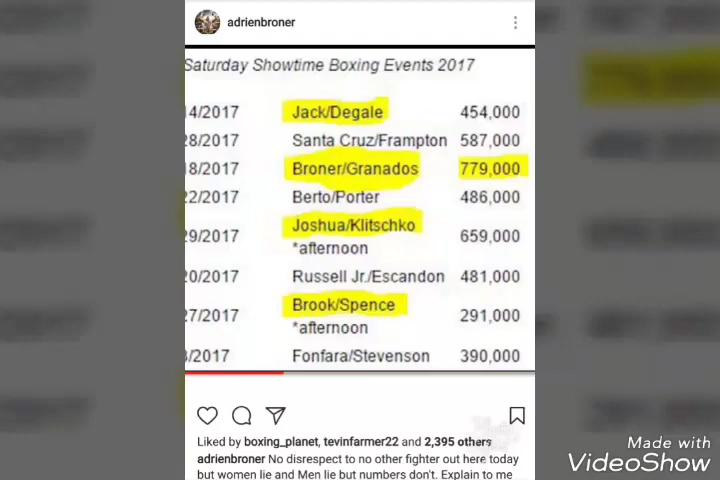 adrienbroner
Saturday Showtime Boxing Events 2017
14/2017 Jack/Degale 454,000
28/2017 Santa Cruz/Frampton 587,000
18/2017 Broner/Granados 779,000
22/2017 Berto/Porter 486,000
29/2017 Joshua/Klitschko 659,000
*afternoon
20/2017 Russell Jr./Escandon 481,000
27/2017 Brook/Spence 291,000
*afternoon
3/2017 Fonfara/Stevenson 390,000
Liked by boxing_planet, tevinfarmer22 and 2,395 others
adrienbroner No disrespect to no other fighter out here today
but women lie and Men lie but numbers don't. Explain to me
Made with
VideoShow